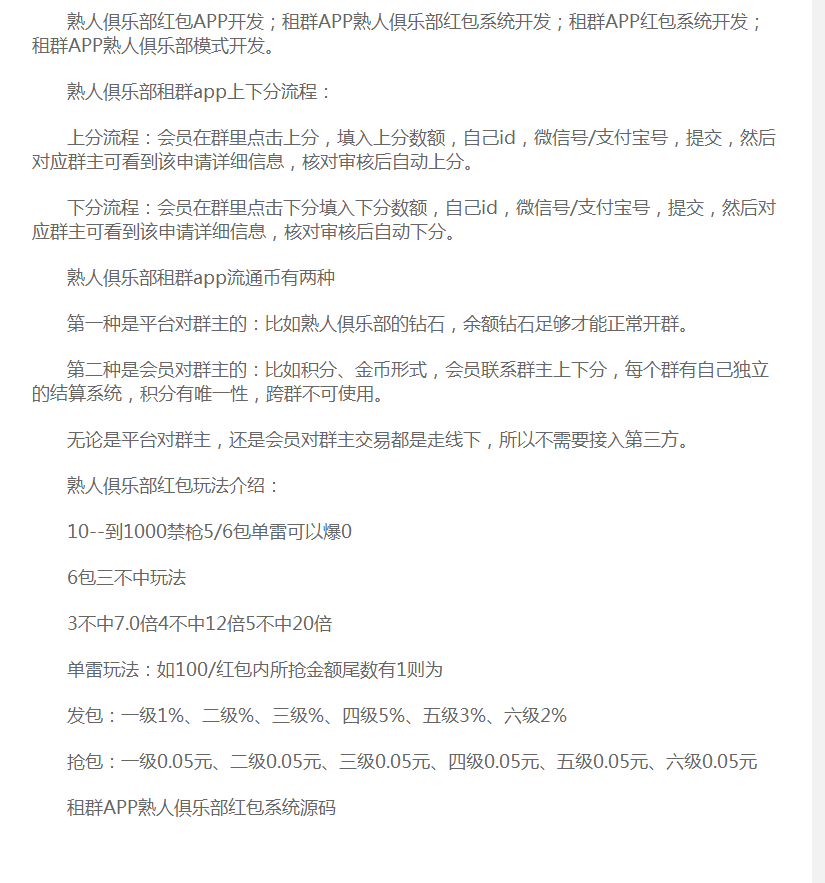 熟人俱乐部红包APP开发；租群APP熟人俱乐部红包系统开发；租群APP红包系统开发；
租群APP熟人俱乐部模式开发。
熟人俱乐部租群app上下分流程：
上分流程：会员在群里点击上分，填入上分数额，自己id，微信号/支付宝号，提交，然后
对应群主可看到该申请详细信息，核对审核后自动上分。
下分流程：会员在群里点击下分填入下分数额，自己id，微信号/支付宝号，提交，然后对
应群主可看到该申请详细信息，核对审核后自动下分。
熟人俱乐部租群app流通币有两种
第一种是平台对群主的：比如熟人俱乐部的钻石，余额钻石足够才能正常开群。
第二种是会员对群主的：比如积分、金币形式，会员联系群主上下分，每个群有自己独立
的结算系统，积分有唯一性，跨群不可使用。
无论是平台对群主，还是会员对群主交易都是走线下，所以不需要接入第三方。
熟人俱乐部红包玩法介绍：
10--到1000禁枪5/6包单雷可以爆0
6包三不中玩法
3不中7.0倍4不中12倍5不中20倍
单雷玩法：如100/红包内所抢金额尾数有1则为
发包：一级1%、二级%、三级%、四级5%、五级3%、六级2%
抢包：一级0.05元、二级0.05元、三级0.05元、四级0.05元、五级0.05元、六级0.05元
租群APP熟人俱乐部红包系统源码